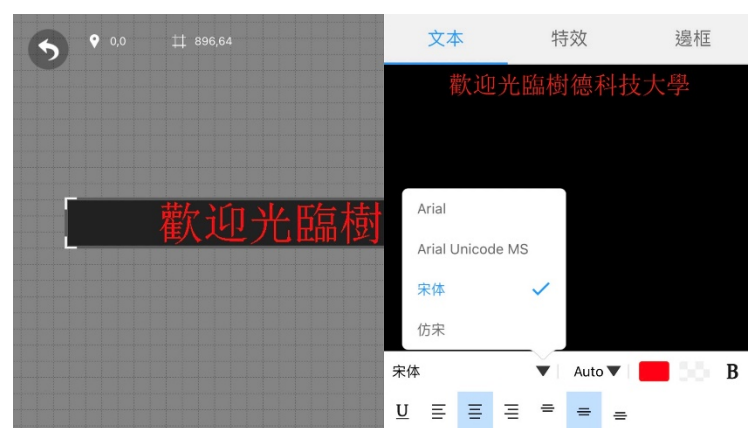 0,0 896,64
歡迎光臨樹
文本 特效 邊框
歡迎光臨樹德科技大學
Arial
Arial Unicode MS
宋体
仿宋
宋体 Auto B
U